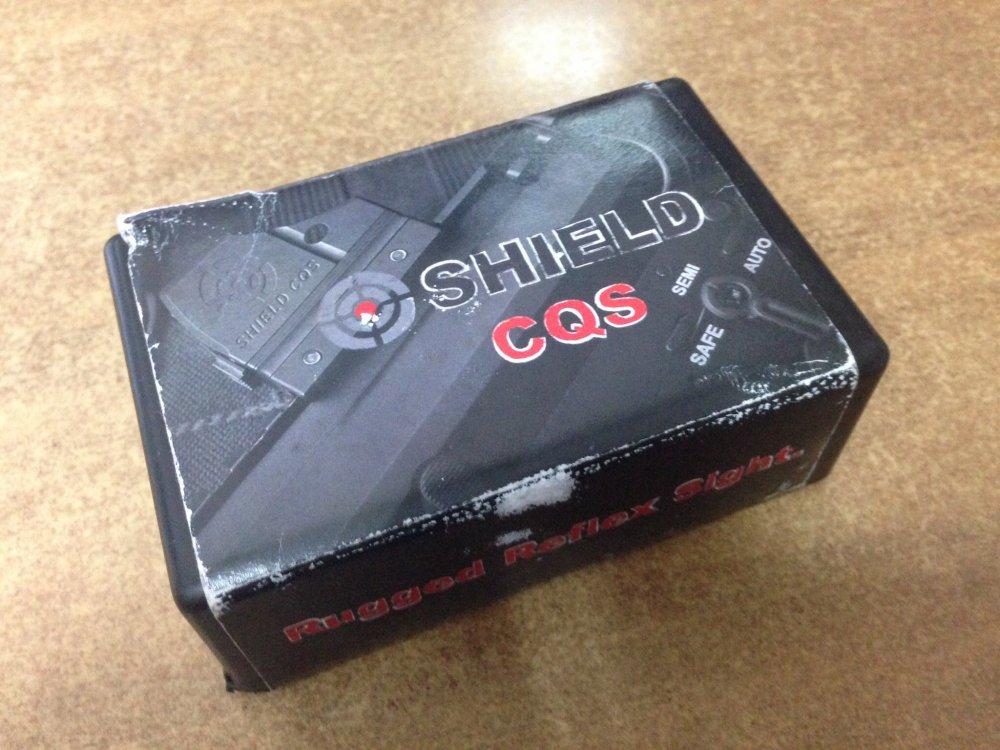 SHIELD CQS
SHIELD
CQS
SAFE
SEMI
AUTO
Rugged Reflex Sight.